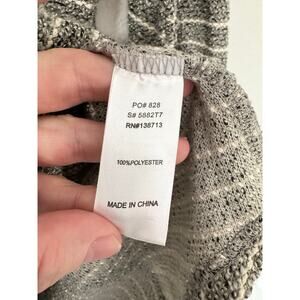 PO# 828
S# 5882T7
RN#138713
100%POLYESTER
MADE IN CHINA